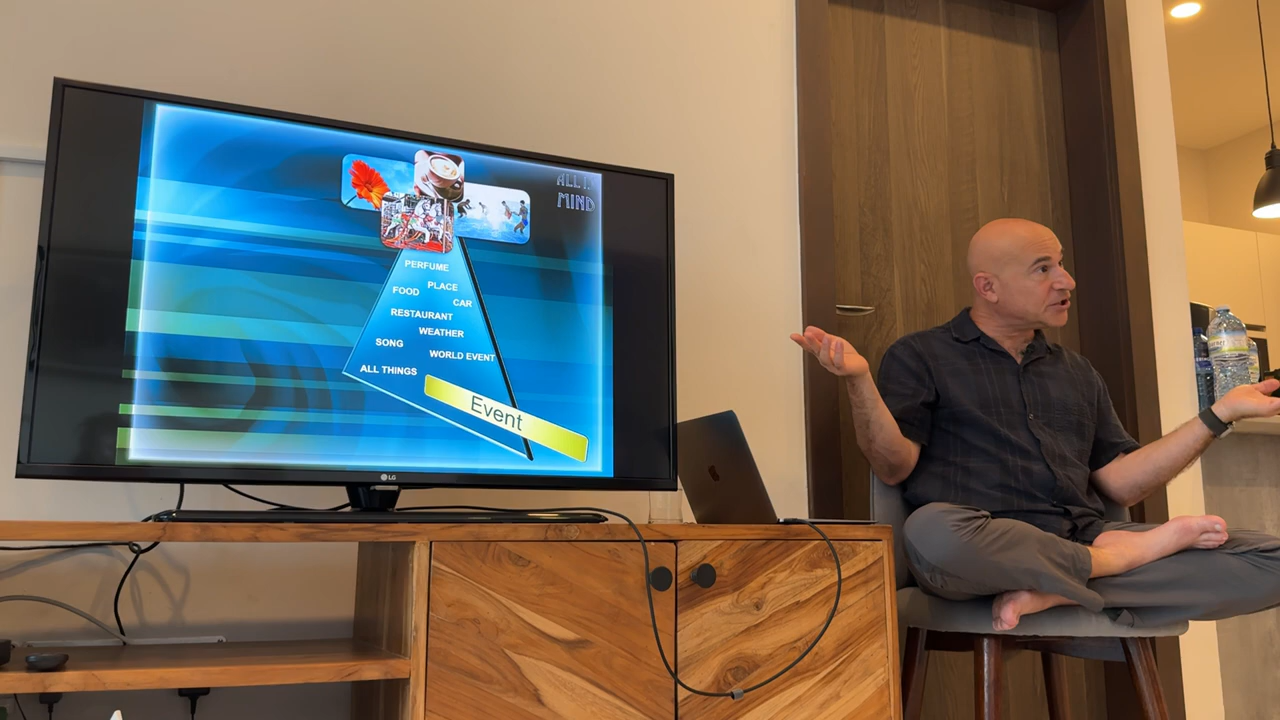 ALL I
MIND
PERFUME
PLACE
FOOD
CAR
RESTAURANT
WEATHER
SONG
WORLD EVENT
ALL THINGS
Event
LG